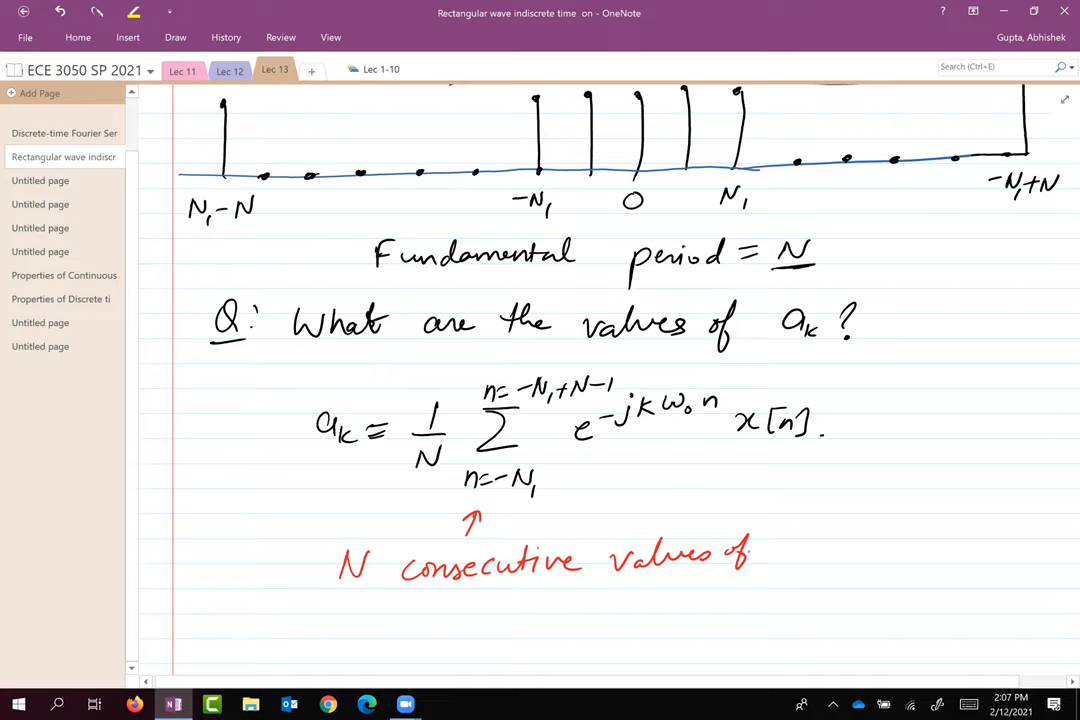 Rectangular wave indiscrete time on - OneNote
?
File Home Insert Draw History Review View
Gupta, Abhishek
ECE 3050 SP 2021
Lec 11
Lec 12
Lec 13
+
Lec 1-10
Search (Ctrl+E)
Add Page
Discrete-time Fourier Ser
Rectangular wave indiscr
Untitled page
Untitled page
Untitled page
Untitled page
Properties of Continuous
Properties of Discrete ti
Untitled page
Untitled page
N₁-N
-N₁
0
N₁
-N₁+N
Fundamental period = N
Q: What are the values of aₖ?
n=-N₁+N-1
aₖ = 1/N Σ e^-jkω₀n x[n].
n=-N₁
↑
N consecutive values of
2:07 PM
2/12/2021